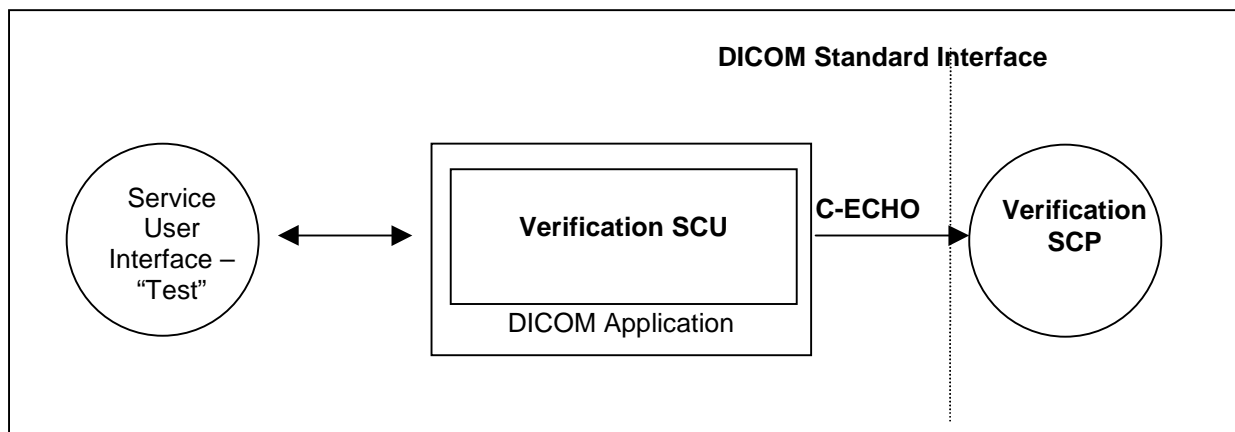 DICOM Standard Interface
Service
User
Interface –
“Test”
Verification SCU
DICOM Application
C-ECHO
Verification
SCP